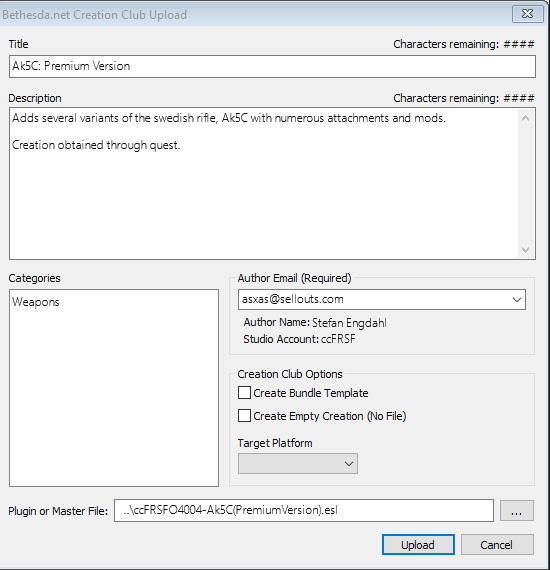 Bethesda.net Creation Club Upload
Title
Characters remaining: ####
Ak5C: Premium Version
Description
Characters remaining: ####
Adds several variants of the swedish rifle, Ak5C with numerous attachments and mods.
Creation obtained through quest.
Categories
Weapons
Author Email (Required)
asxas@sellouts.com
Author Name: Stefan Engdahl
Studio Account: ccFRSF
Creation Club Options
Create Bundle Template
Create Empty Creation (No File)
Target Platform
Plugin or Master File:
..\ccFRSFO4004-Ak5C(PremiumVersion).esl
...
Upload
Cancel